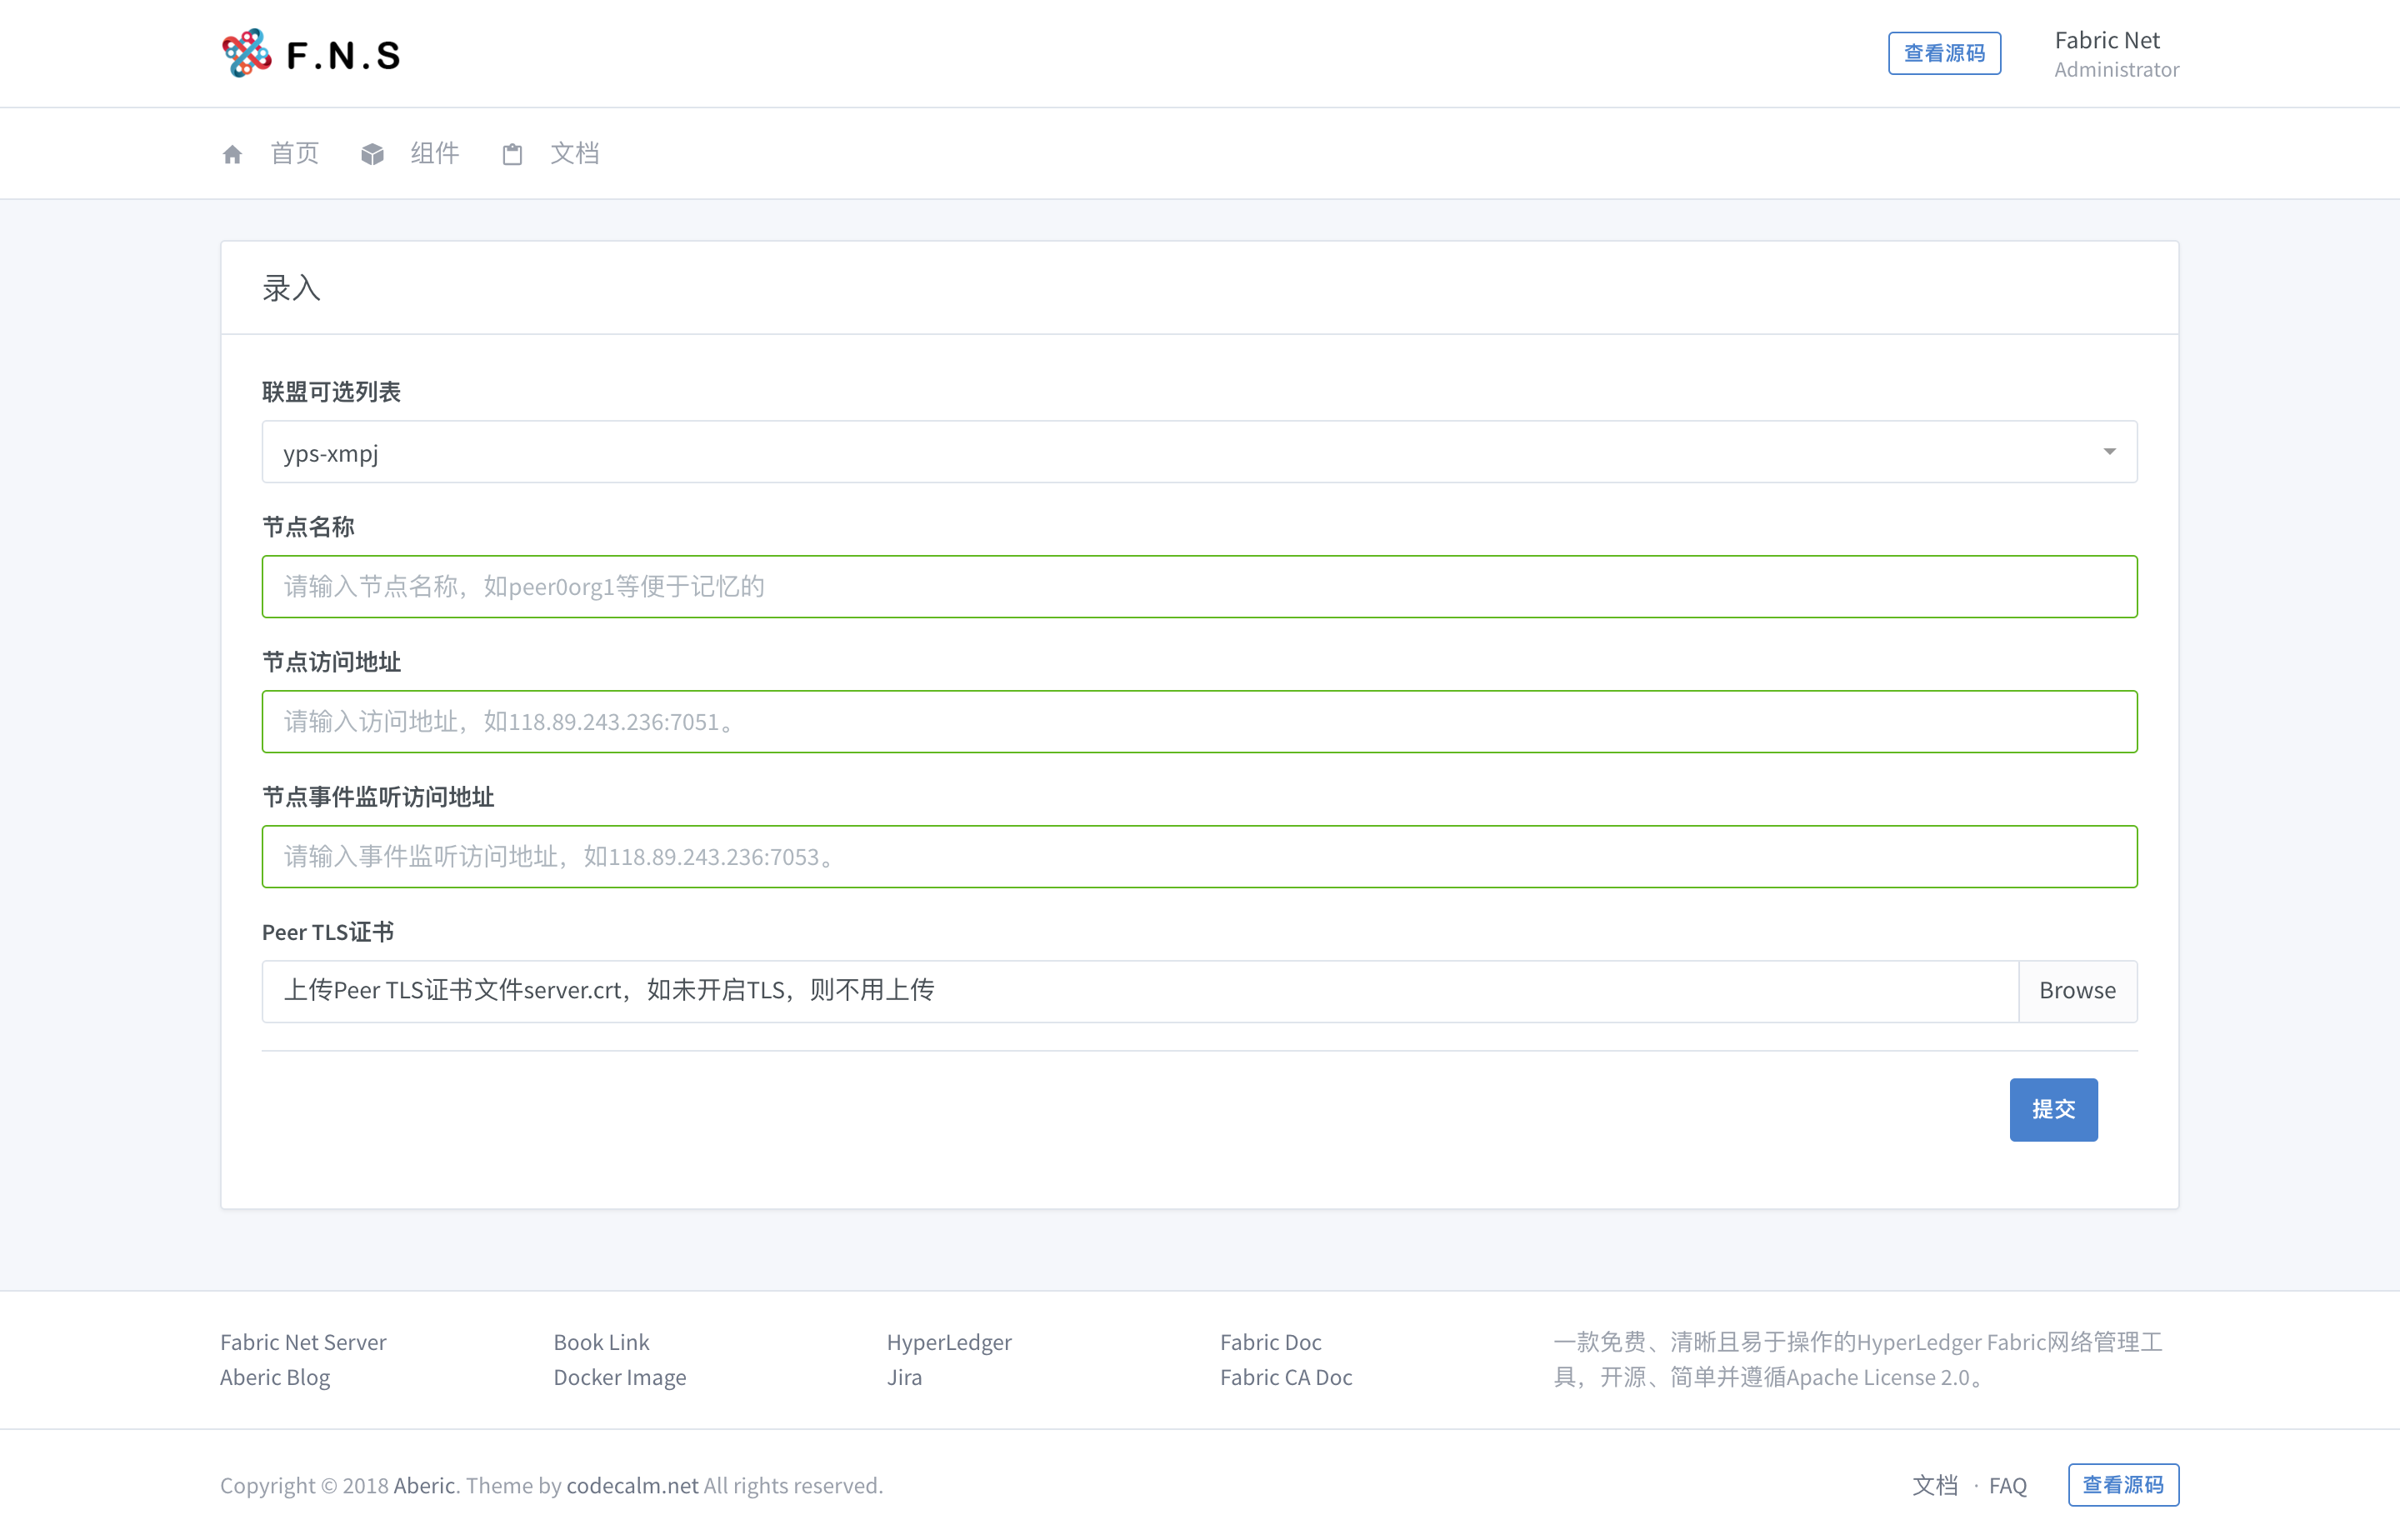 F.N.S
查看源码
Fabric Net
Administrator
首页
组件
文档
录入
联盟可选列表
yps-xmpj
节点名称
请输入节点名称，如peer0org1等便于记忆的
节点访问地址
请输入访问地址，如118.89.243.236:7051。
节点事件监听访问地址
请输入事件监听访问地址，如118.89.243.236:7053。
Peer TLS证书
上传Peer TLS证书文件server.crt，如未开启TLS，则不用上传
Browse
提交
Fabric Net Server
Book Link
HyperLedger
Fabric Doc
Aberic Blog
Docker Image
Jira
Fabric CA Doc
一款免费、清晰且易于操作的HyperLedger Fabric网络管理工
具，开源、简单并遵循Apache License 2.0。
Copyright © 2018 Aberic. Theme by codecalm.net All rights reserved.
文档 · FAQ
查看源码